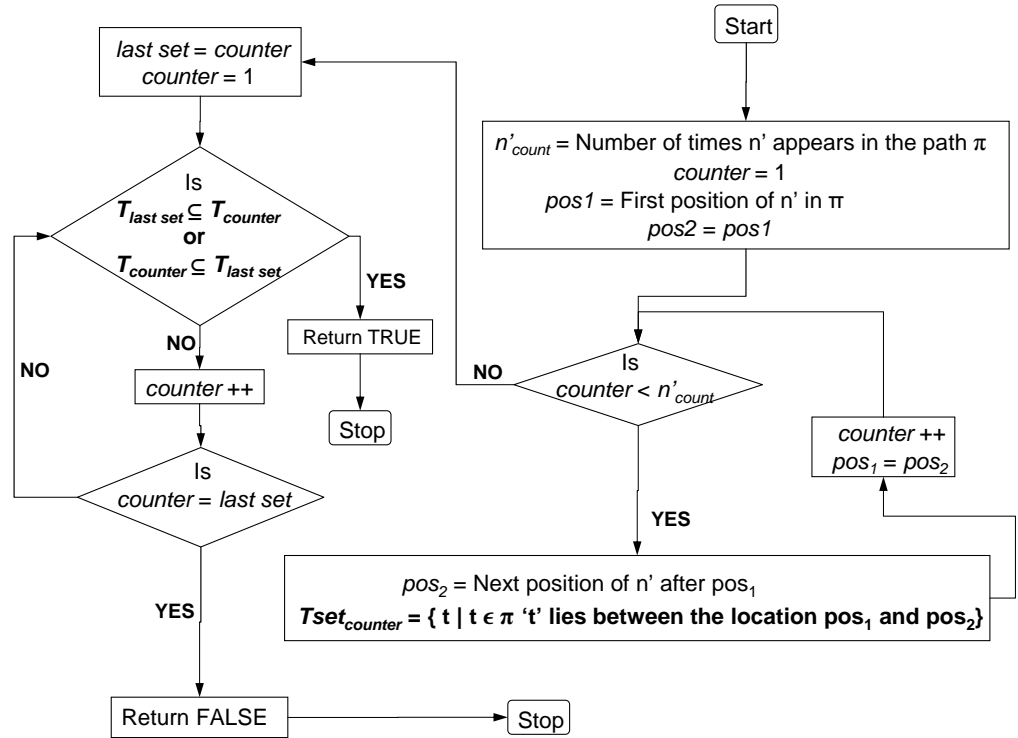 Start
n'count = Number of times n' appears in the path π
counter = 1
pos1 = First position of n' in π
pos2 = pos1
Is
counter < n'count
NO
YES
counter ++
pos1 = pos2
pos2 = Next position of n' after pos1
Tsetcounter = { t | t ϵ π ‘t’ lies between the location pos1 and pos2}
last set = counter
counter = 1
Is
Tlast set ⊆ Tcounter
or
Tcounter ⊆ Tlast set
YES
Return TRUE
Stop
NO
counter ++
Is
counter = last set
NO
YES
Return FALSE
Stop